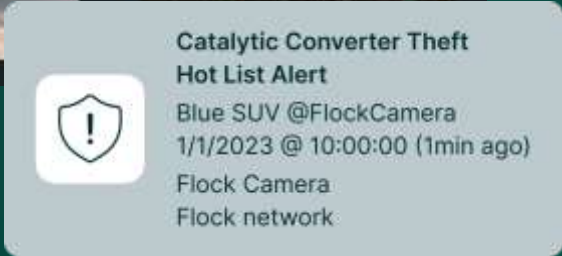 Catalytic Converter Theft
Hot List Alert
Blue SUV @FlockCamera
1/1/2023 @ 10:00:00 (1min ago)
Flock Camera
Flock network